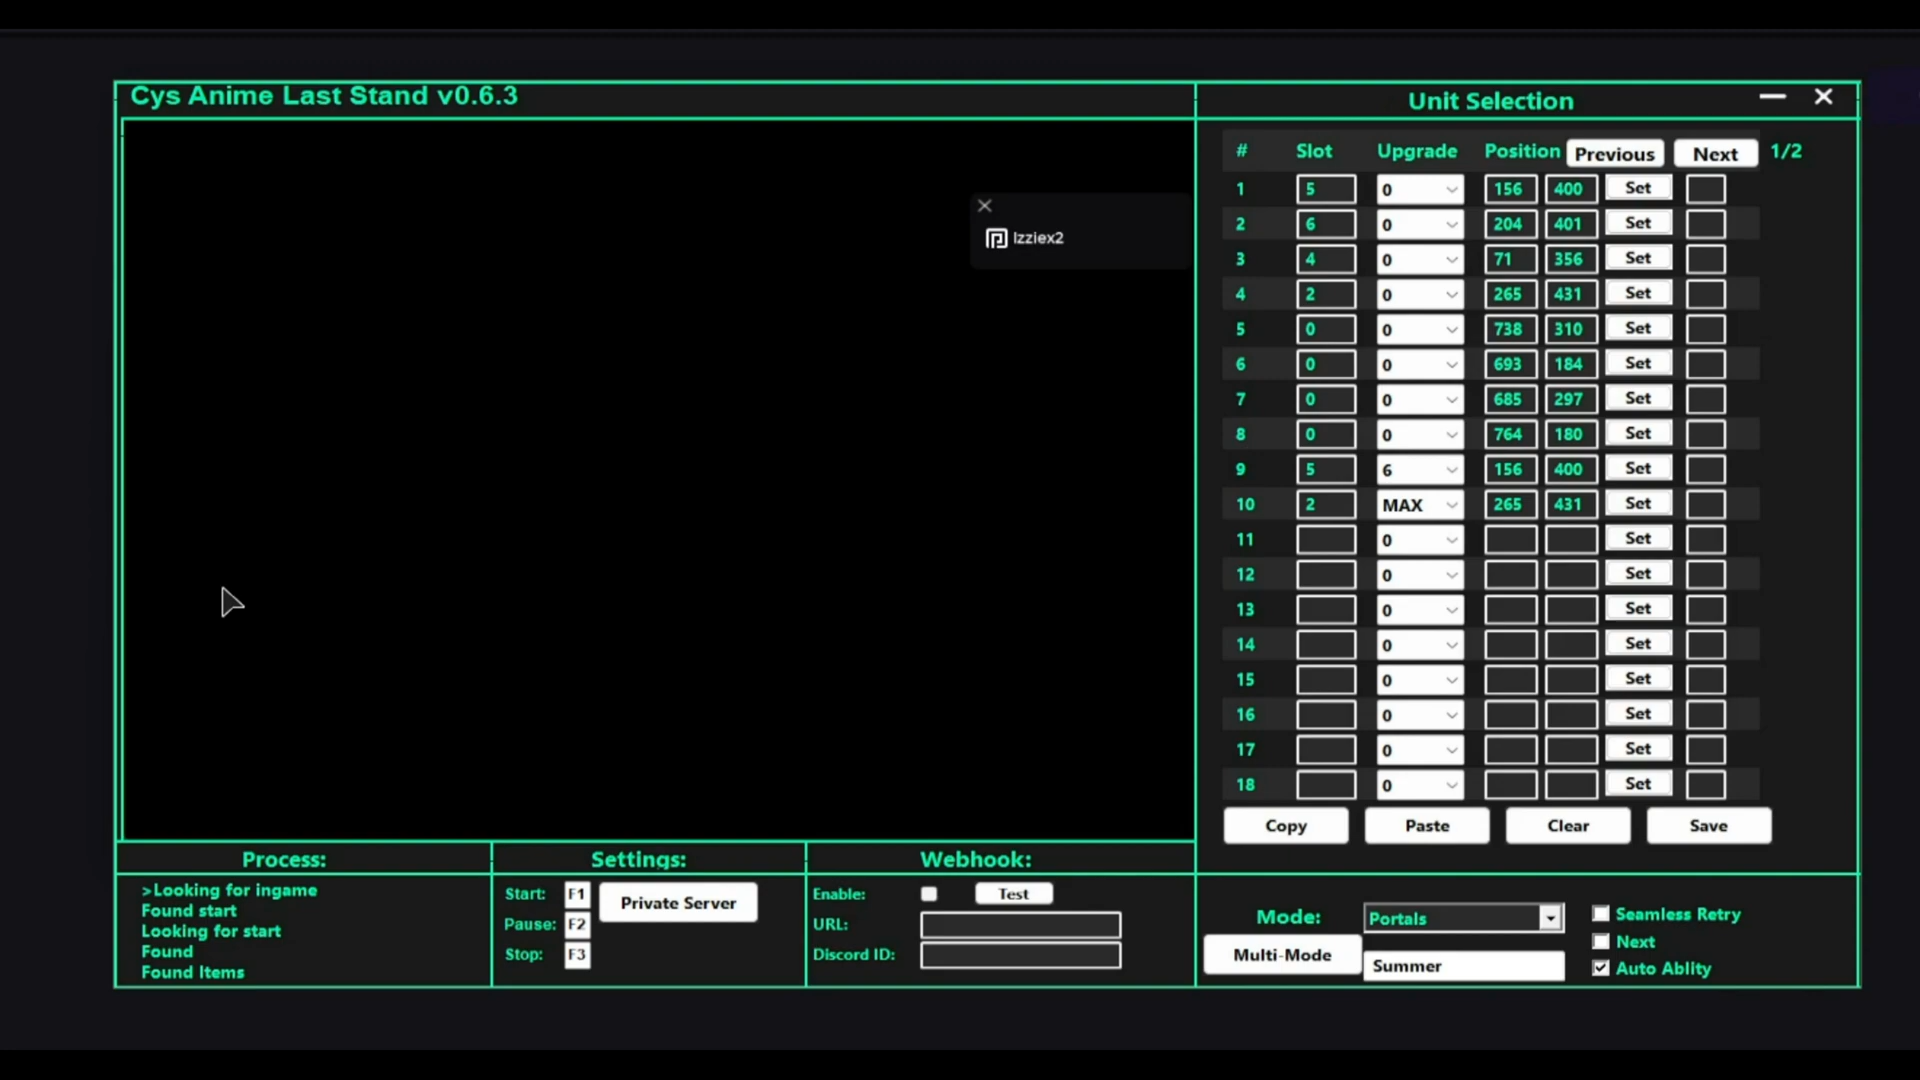 Cys Anime Last Stand v0.6.3
Izziex2
Unit Selection
# Slot Upgrade Position Previous Next 1/2
1 5 0 156 400 Set
2 6 0 204 401 Set
3 4 0 71 356 Set
4 2 0 265 431 Set
5 0 0 738 310 Set
6 0 0 693 184 Set
7 0 0 685 297 Set
8 0 0 764 180 Set
9 5 6 156 400 Set
10 2 MAX 265 431 Set
11 0 Set
12 0 Set
13 0 Set
14 0 Set
15 0 Set
16 0 Set
17 0 Set
18 0 Set
Copy Paste Clear Save
Process:
>Looking for ingame
Found start
Looking for start
Found
Found Items
Settings:
Start: F1 Private Server
Pause: F2
Stop: F3
Webhook:
Enable: Test
URL:
Discord ID:
Mode: Portals
Multi-Mode Summer
Seamless Retry
Next
Auto Ablity